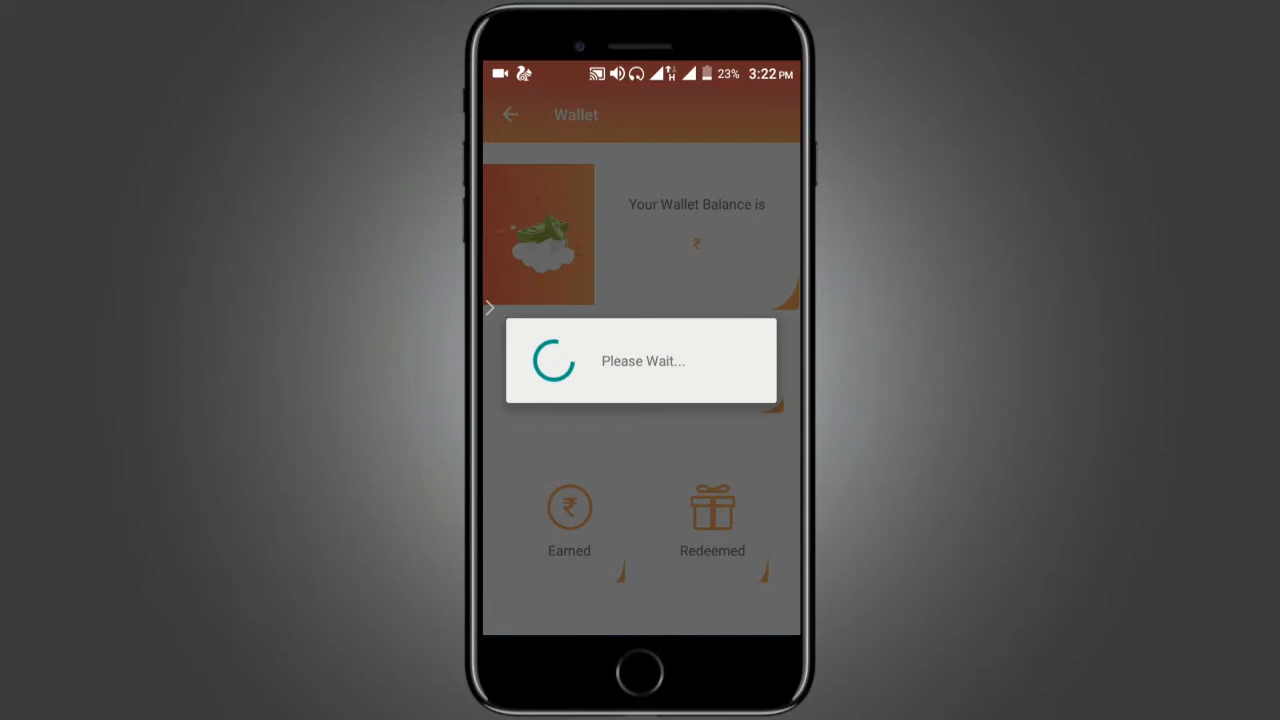 H 23% 3:22 PM
Wallet
Your Wallet Balance is
₹
Please Wait...
₹
Earned Redeemed